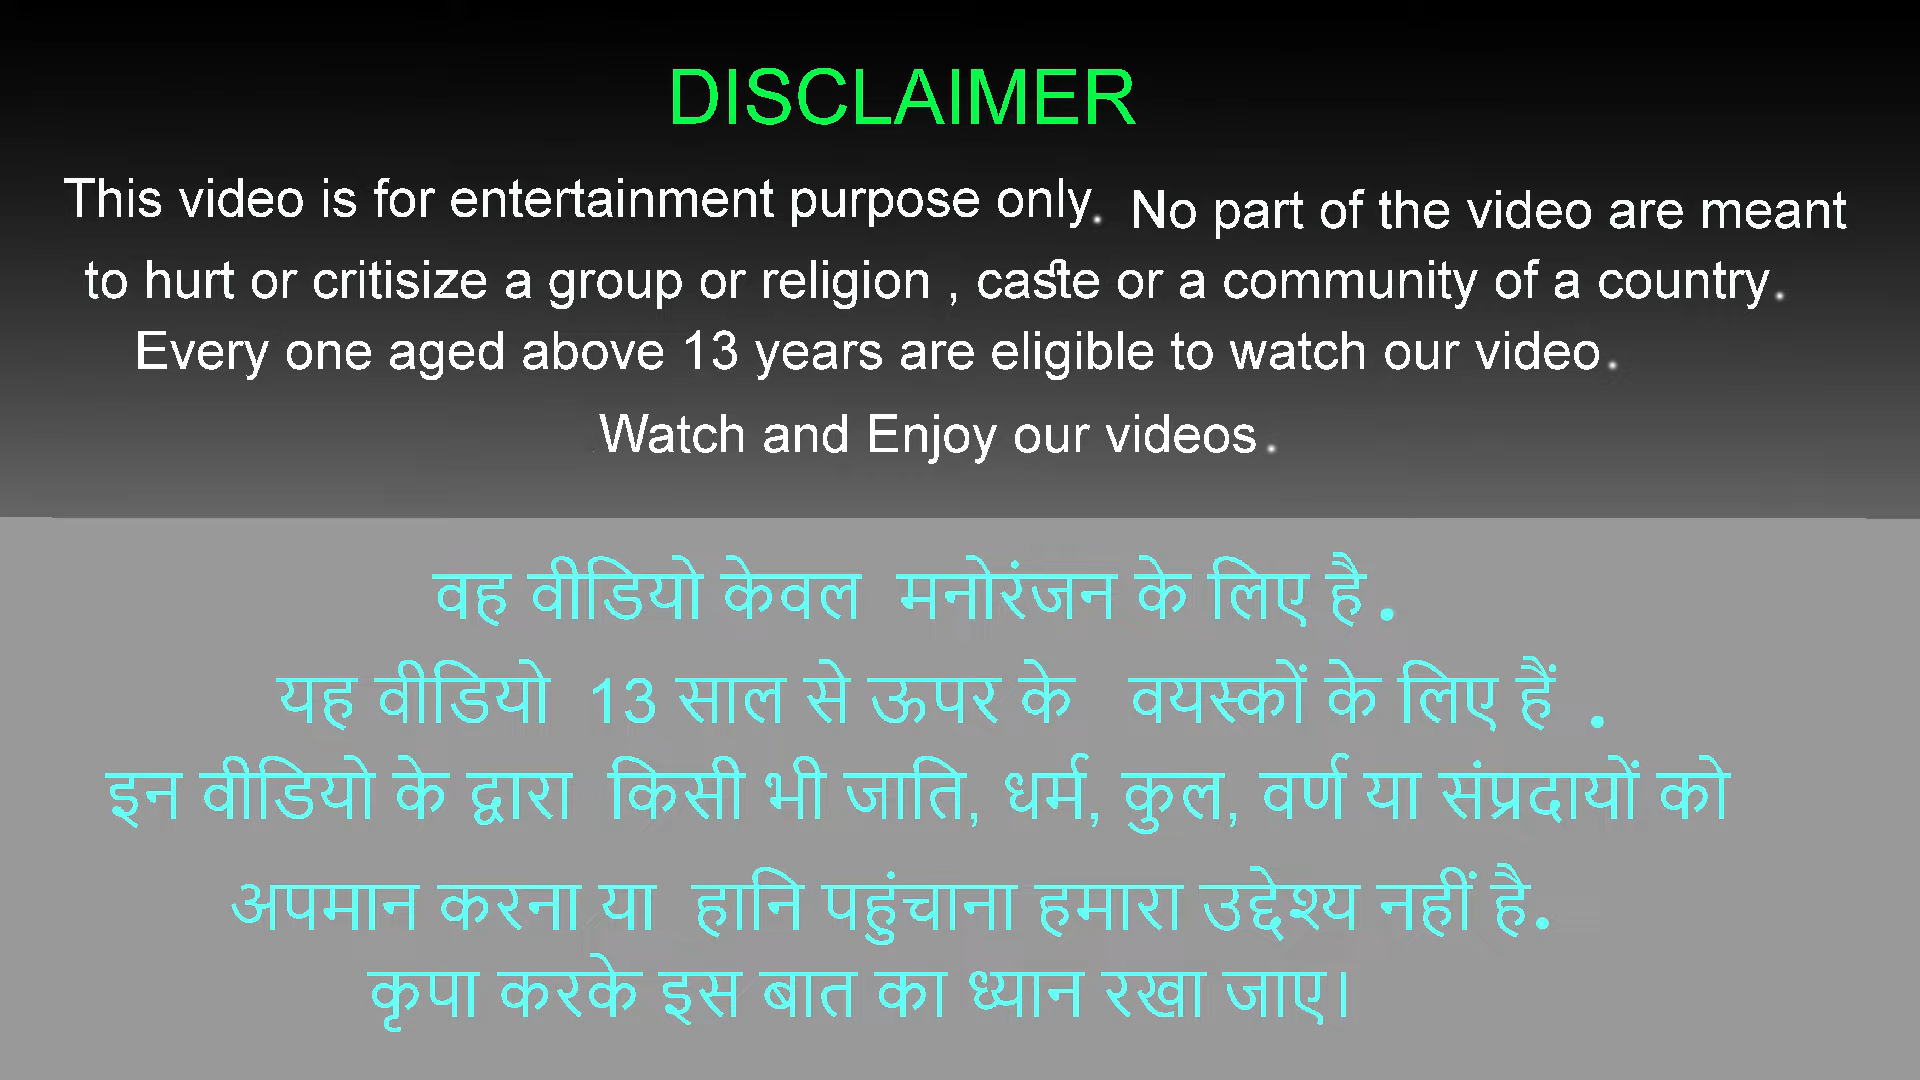 DISCLAIMER
This video is for entertainment purpose only. No part of the video are meant
to hurt or critisize a group or religion , caste or a community of a country.
Every one aged above 13 years are eligible to watch our video.
Watch and Enjoy our videos.
वह वीडियो केवल मनोरंजन के लिए है.
यह वीडियो 13 साल से ऊपर के वयस्कों के लिए हैं .
इन वीडियो के द्वारा किसी भी जाति, धर्म, कुल, वर्ण या संप्रदायों को
अपमान करना या हानि पहुंचाना हमारा उद्देश्य नहीं है.
कृपा करके इस बात का ध्यान रखा जाए।